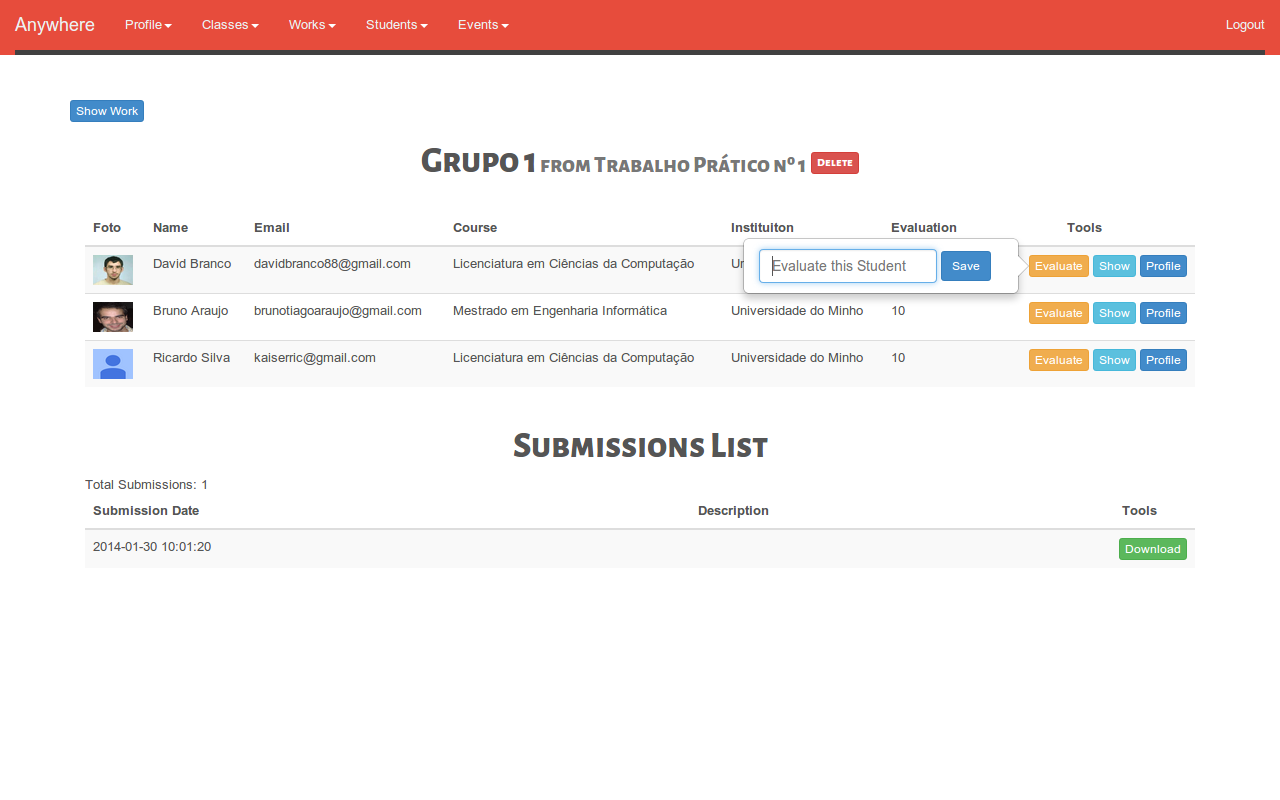 Anywhere Profile Classes Works Students Events Logout
Show Work
Grupo 1 from Trabalho Prático nº 1 Delete
Foto Name Email Course Instituiton Evaluation Tools
David Branco davidbranco88@gmail.com Licenciatura em Ciências da Computação Evaluate this Student Save Evaluate Show Profile
Bruno Araujo brunotiagoaraujo@gmail.com Mestrado em Engenharia Informática Universidade do Minho 10 Evaluate Show Profile
Ricardo Silva kaiserric@gmail.com Licenciatura em Ciências da Computação Universidade do Minho 10 Evaluate Show Profile
Submissions List
Total Submissions: 1
Submission Date Description Tools
2014-01-30 10:01:20 Download